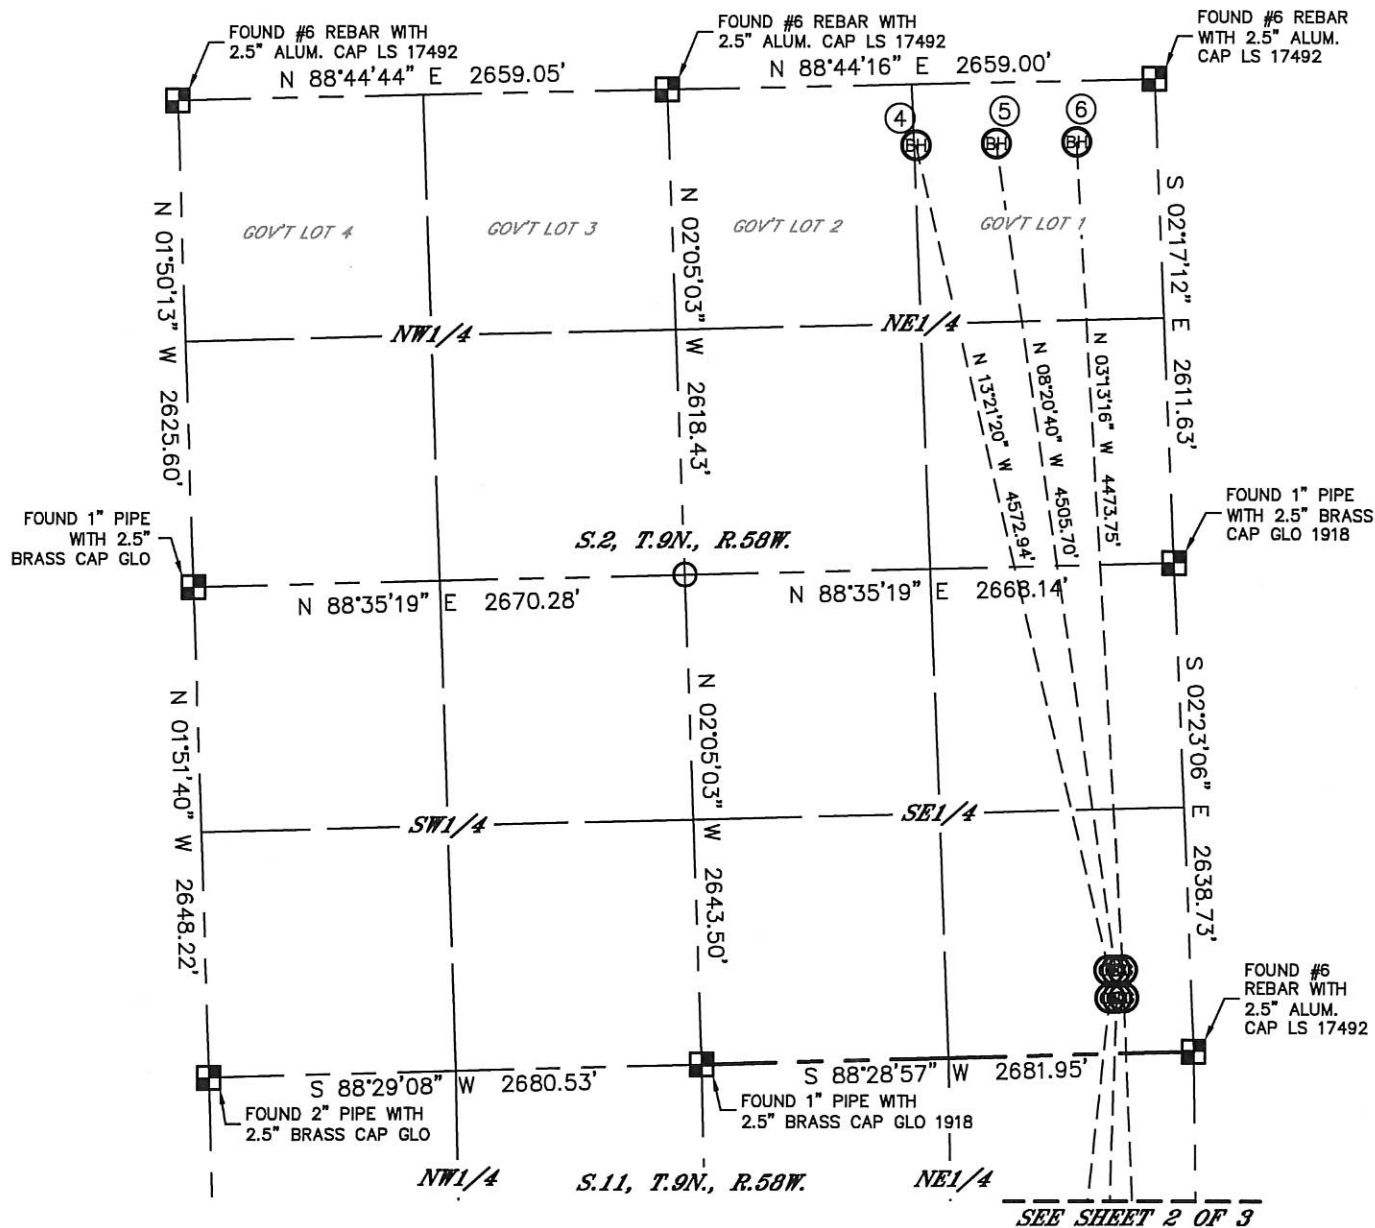 FOUND #6 REBAR WITH
2.5" ALUM. CAP LS 17492
FOUND #6 REBAR WITH
2.5" ALUM. CAP LS 17492
FOUND #6 REBAR
WITH 2.5" ALUM.
CAP LS 17492
N 88°44'44" E 2659.05'
N 88°44'16" E 2659.00'
4
5
6
BH
BH
BH
GOV'T LOT 4
GOV'T LOT 3
GOV'T LOT 2
GOV'T LOT 1
N 01°50'13" W 2625.60'
N 02°05'03" W 2618.43'
S 02°17'12" E 2611.63'
NW1/4
NE1/4
N 13°21'20" W 4572.94'
N 08°20'40" W 4505.70'
N 03°13'16" W 4473.75'
FOUND 1" PIPE
WITH 2.5"
BRASS CAP GLO
FOUND 1" PIPE
WITH 2.5" BRASS
CAP GLO 1918
S.2, T.9N., R.58W.
N 88°35'19" E 2670.28'
N 88°35'19" E 2668.14'
N 01°51'40" W 2648.22'
N 02°05'03" W 2643.50'
S 02°23'06" E 2638.73'
SW1/4
SE1/4
FOUND #6
REBAR WITH
2.5" ALUM.
CAP LS 17492
S 88°29'08" W 2680.53'
S 88°28'57" W 2681.95'
FOUND 2" PIPE WITH
2.5" BRASS CAP GLO
FOUND 1" PIPE WITH
2.5" BRASS CAP GLO 1918
NW1/4
S.11, T.9N., R.58W.
NE1/4
SEE SHEET 2 OF 3